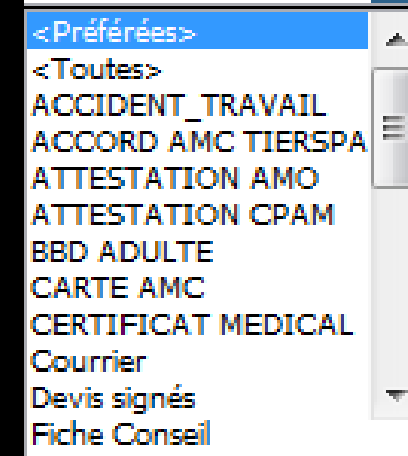 <Préférées>
<Toutes>
ACCIDENT_TRAVAIL
ACCORD AMC TIERSPA
ATTESTATION AMO
ATTESTATION CPAM
BBD ADULTE
CARTE AMC
CERTIFICAT MEDICAL
Courrier
Devis signés
Fiche Conseil